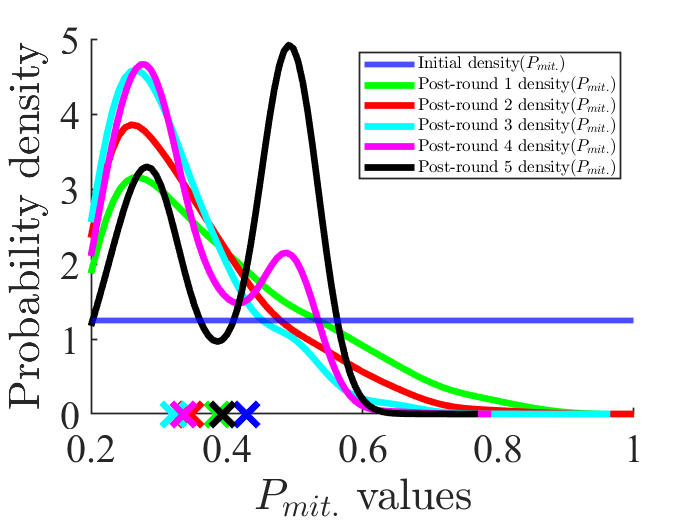 5
4
3
2
1
0
Probability density
Initial density(P_mit.)
Post-round 1 density(P_mit.)
Post-round 2 density(P_mit.)
Post-round 3 density(P_mit.)
Post-round 4 density(P_mit.)
Post-round 5 density(P_mit.)
0.2 0.4 0.6 0.8 1
P_mit. values